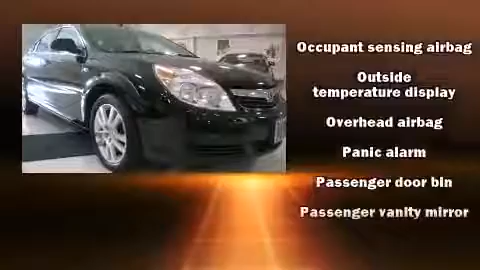 Occupant sensing airbag
Outside
temperature display
Overhead airbag
Panic alarm
Passenger door bin
Passenger vanity mirror